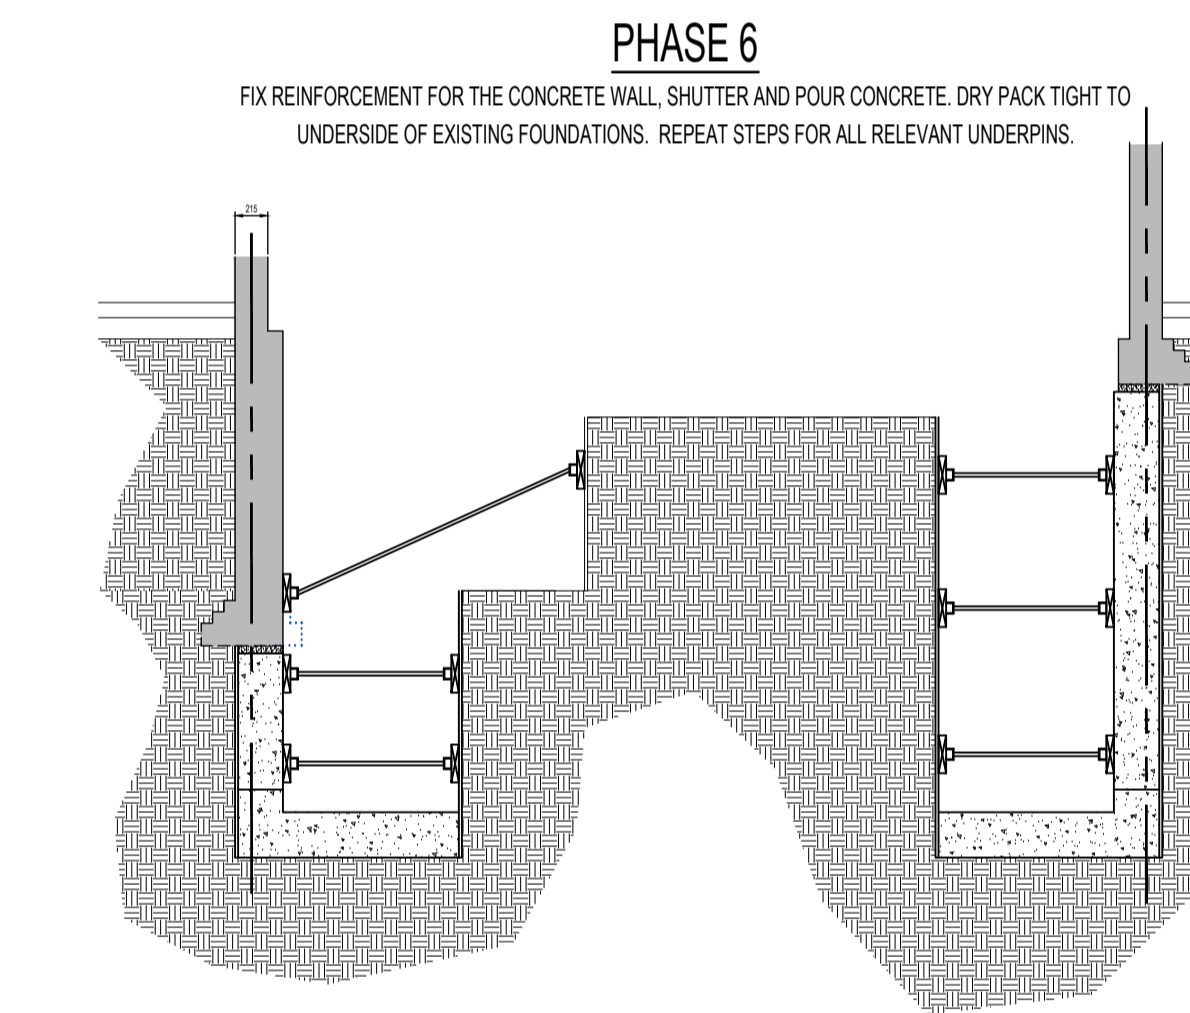 PHASE 6
FIX REINFORCEMENT FOR THE CONCRETE WALL, SHUTTER AND POUR CONCRETE. DRY PACK TIGHT TO
UNDERSIDE OF EXISTING FOUNDATIONS. REPEAT STEPS FOR ALL RELEVANT UNDERPINS.
215